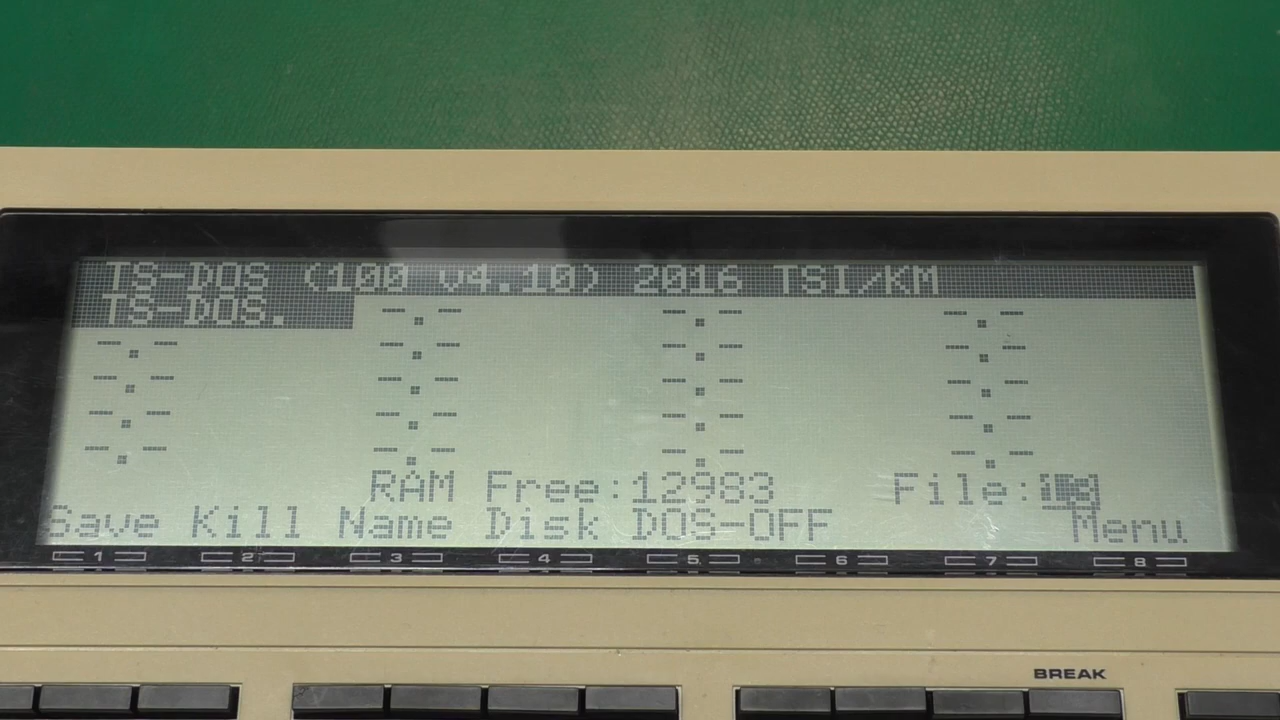 TS-DOS (100 v4.10) 2016 TSI/KM
TS-DOS.
-- . --   -- . --   -- . --
-- . --   -- . --   -- . --   -- . --
-- . --   -- . --   -- . --   -- . --
-- . --   -- . --   -- . --   -- . --
-- . --   -- . --   -- . --   -- . --
RAM Free:12983 File:
Save Kill Name Disk DOS-OFF Menu
1 2 3 4 5 6 7 8
BREAK